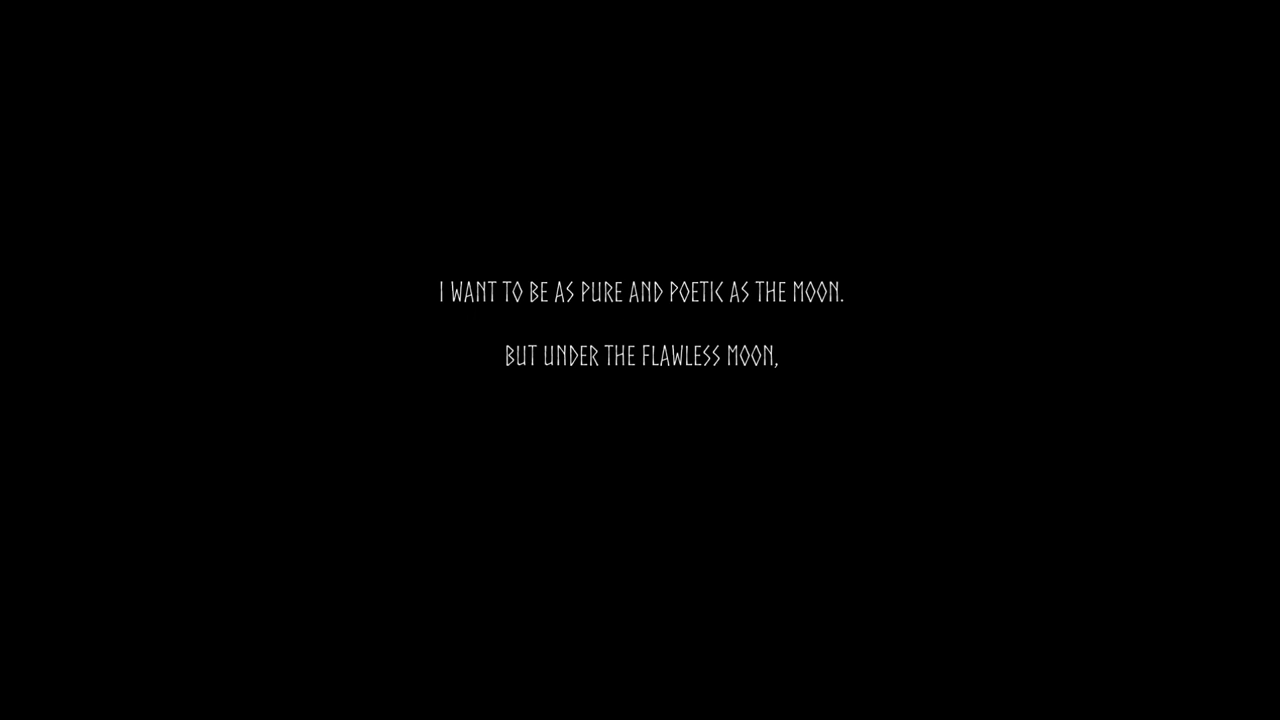 I WANT TO BE AS PURE AND POETIC AS THE MOON.
BUT UNDER THE FLAWLESS MOON,